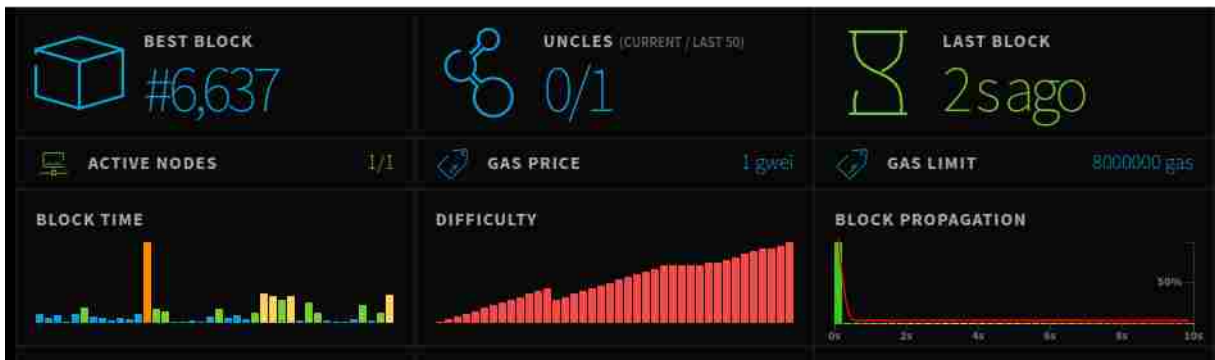 BEST BLOCK
#6,637
UNCLES (CURRENT / LAST 50)
0/1
LAST BLOCK
2s ago
ACTIVE NODES 1/1
GAS PRICE 1 gwei
GAS LIMIT 8000000 gas
BLOCK TIME
DIFFICULTY
BLOCK PROPAGATION
50%
0s 2s 4s 6s 8s 10s